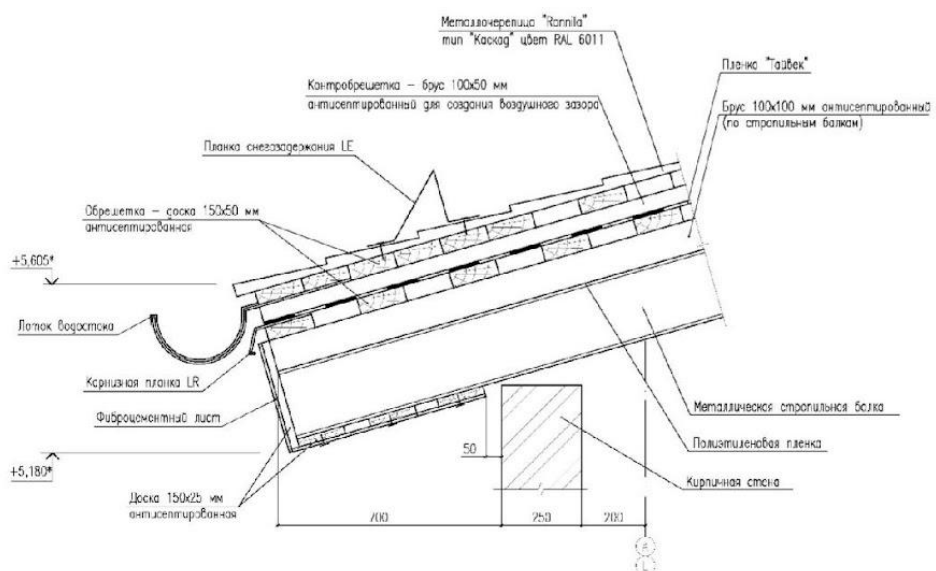 Металлочерепица "Rannila"
тип "Каскад" цвет RAL 6011
Пленка "Тайвек"
Контробрешетка – брус 100х50 мм
антисептированный для создания воздушного зазора
Брус 100х100 мм антисептированный
(по стропильным балкам)
Планка снегозадержания LE
Обрешетка – доска 150х50 мм
антисептированная
+5,605*
Лоток водостока
Карнизная планка LR
Фиброцементный лист
Металлическая стропильная балка
Полиэтиленовая пленка
50
+5,180*
Кирпичная стена
Доска 150х25 мм
антисептированная
700
250
200
А
L